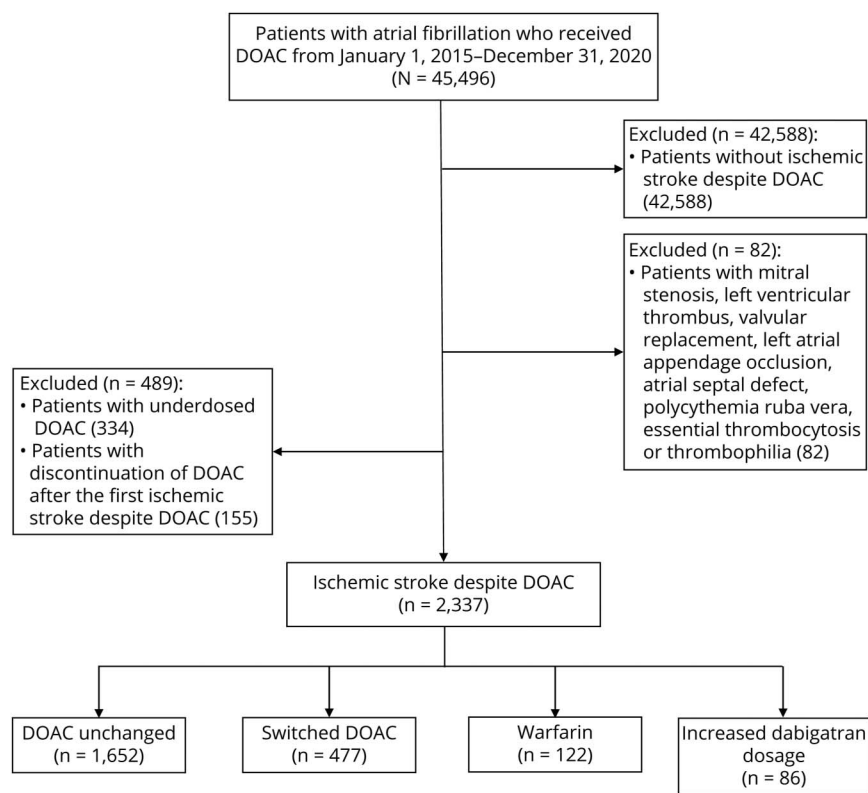 Patients with atrial fibrillation who received
DOAC from January 1, 2015–December 31, 2020
(N = 45,496)
Excluded (n = 42,588):
• Patients without ischemic
stroke despite DOAC
(42,588)
Excluded (n = 82):
• Patients with mitral
stenosis, left ventricular
thrombus, valvular
replacement, left atrial
appendage occlusion,
atrial septal defect,
polycythemia ruba vera,
essential thrombocytosis
or thrombophilia (82)
Excluded (n = 489):
• Patients with underdosed
DOAC (334)
• Patients with
discontinuation of DOAC
after the first ischemic
stroke despite DOAC (155)
Ischemic stroke despite DOAC
(n = 2,337)
DOAC unchanged
(n = 1,652)
Switched DOAC
(n = 477)
Warfarin
(n = 122)
Increased dabigatran
dosage
(n = 86)